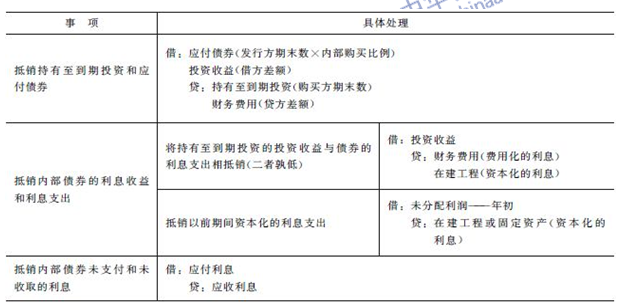 事 项
具体处理
抵销持有至到期投资和应
付债券
借：应付债券(发行方期末数×内部购买比例)
投资收益(借方差额)
贷：持有至到期投资(购买方期末数)
财务费用(贷方差额)
抵销内部债券的利息收益
和利息支出
将持有至到期投资的投资收益与债券的
利息支出相抵销(二者孰低)
借：投资收益
贷：财务费用(费用化的利息)
在建工程(资本化的利息)
抵销以前期间资本化的利息支出
借：未分配利润——年初
贷：在建工程或固定资产(资本化的
利息)
抵销内部债券未支付和未
收取的利息
借：应付利息
贷：应收利息